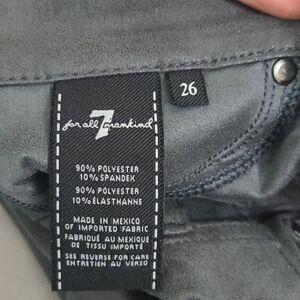 7
for all mankind
26
90% POLYESTER
10% SPANDEX
90% POLYESTER
10% ÉLASTHANNE
MADE IN MEXICO
OF IMPORTED FABRIC
FABRIQUÉ AU MEXIQUE
DE TISSU IMPORTÉ
SEE REVERSE FOR CARE
ENTRETIEN AU VERSO